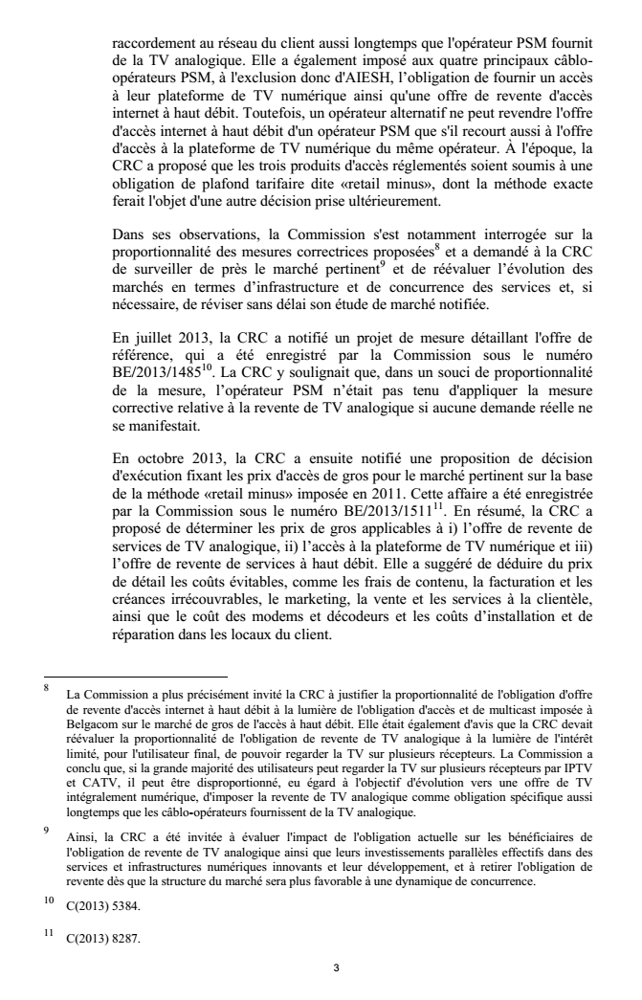 raccordement au réseau du client aussi longtemps que l'opérateur PSM fournit
de la TV analogique. Elle a également imposé aux quatre principaux câblo-
opérateurs PSM, à l'exclusion donc d'AIESH, l’obligation de fournir un accès
à leur plateforme de TV numérique ainsi qu'une offre de revente d'accès
internet à haut débit. Toutefois, un opérateur alternatif ne peut revendre l'offre
d'accès internet à haut débit d'un opérateur PSM que s'il recourt aussi à l'offre
d'accès à la plateforme de TV numérique du même opérateur. À l'époque, la
CRC a proposé que les trois produits d'accès réglementés soient soumis à une
obligation de plafond tarifaire dite «retail minus», dont la méthode exacte
ferait l'objet d'une autre décision prise ultérieurement.
Dans ses observations, la Commission s'est notamment interrogée sur la
proportionnalité des mesures correctrices proposées8 et a demandé à la CRC
de surveiller de près le marché pertinent9 et de réévaluer l’évolution des
marchés en termes d’infrastructure et de concurrence des services et, si
nécessaire, de réviser sans délai son étude de marché notifiée.
En juillet 2013, la CRC a notifié un projet de mesure détaillant l'offre de
référence, qui a été enregistré par la Commission sous le numéro
BE/2013/148510. La CRC y soulignait que, dans un souci de proportionnalité
de la mesure, l’opérateur PSM n’était pas tenu d'appliquer la mesure
corrective relative à la revente de TV analogique si aucune demande réelle ne
se manifestait.
En octobre 2013, la CRC a ensuite notifié une proposition de décision
d'exécution fixant les prix d'accès de gros pour le marché pertinent sur la base
de la méthode «retail minus» imposée en 2011. Cette affaire a été enregistrée
par la Commission sous le numéro BE/2013/151111. En résumé, la CRC a
proposé de déterminer les prix de gros applicables à i) l’offre de revente de
services de TV analogique, ii) l’accès à la plateforme de TV numérique et iii)
l’offre de revente de services à haut débit. Elle a suggéré de déduire du prix
de détail les coûts évitables, comme les frais de contenu, la facturation et les
créances irrécouvrables, le marketing, la vente et les services à la clientèle,
ainsi que le coût des modems et décodeurs et les coûts d’installation et de
réparation dans les locaux du client.
8 La Commission a plus précisément invité la CRC à justifier la proportionnalité de l'obligation d'offre
de revente d'accès internet à haut débit à la lumière de l'obligation d'accès et de multicast imposée à
Belgacom sur le marché de gros de l'accès à haut débit. Elle était également d'avis que la CRC devait
réévaluer la proportionnalité de l'obligation de revente de TV analogique à la lumière de l'intérêt
limité, pour l'utilisateur final, de pouvoir regarder la TV sur plusieurs récepteurs. La Commission a
conclu que, si la grande majorité des utilisateurs peut regarder la TV sur plusieurs récepteurs par IPTV
et CATV, il peut être disproportionné, eu égard à l'objectif d'évolution vers une offre de TV
intégralement numérique, d'imposer la revente de TV analogique comme obligation spécifique aussi
longtemps que les câblo-opérateurs fournissent de la TV analogique.
9 Ainsi, la CRC a été invitée à évaluer l'impact de l'obligation actuelle sur les bénéficiaires de
l'obligation de revente de TV analogique ainsi que leurs investissements parallèles effectifs dans des
services et infrastructures numériques innovants et leur développement, et à retirer l'obligation de
revente dès que la structure du marché sera plus favorable à une dynamique de concurrence.
10 C(2013) 5384.
11 C(2013) 8287.
3